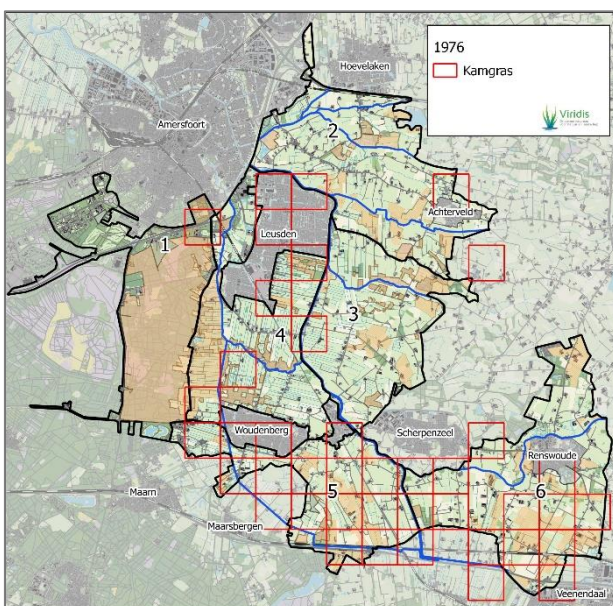 1976
Kamgras
Viridis
Hoevelaken
Amersfoort
2
Achterveld
1
Leusden
3
4
Woudenberg
Scherpenzeel
Renswoude
Maarn
5
6
Maarsbergen
Veenendaal